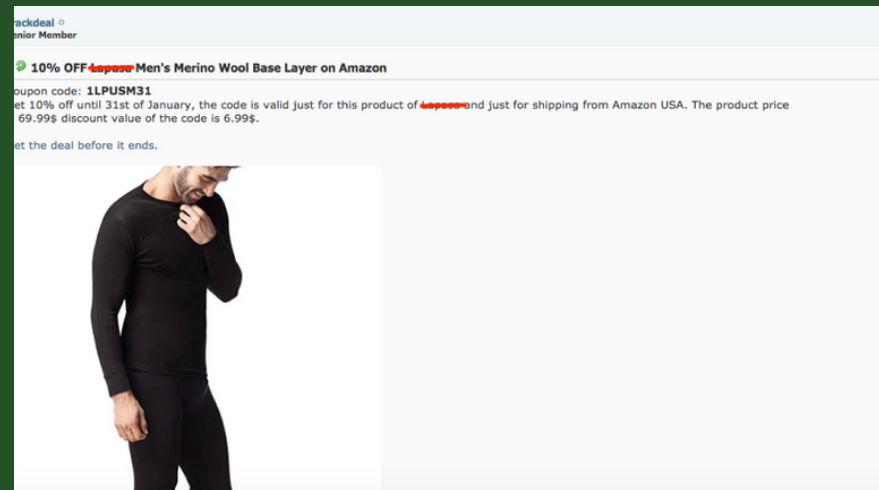 ackdeal
enior Member
10% OFF Men's Merino Wool Base Layer on Amazon
oupon code: 1LPUSM31
et 10% off until 31st of January, the code is valid just for this product of and just for shipping from Amazon USA. The product price
69.99$ discount value of the code is 6.99$.
et the deal before it ends.